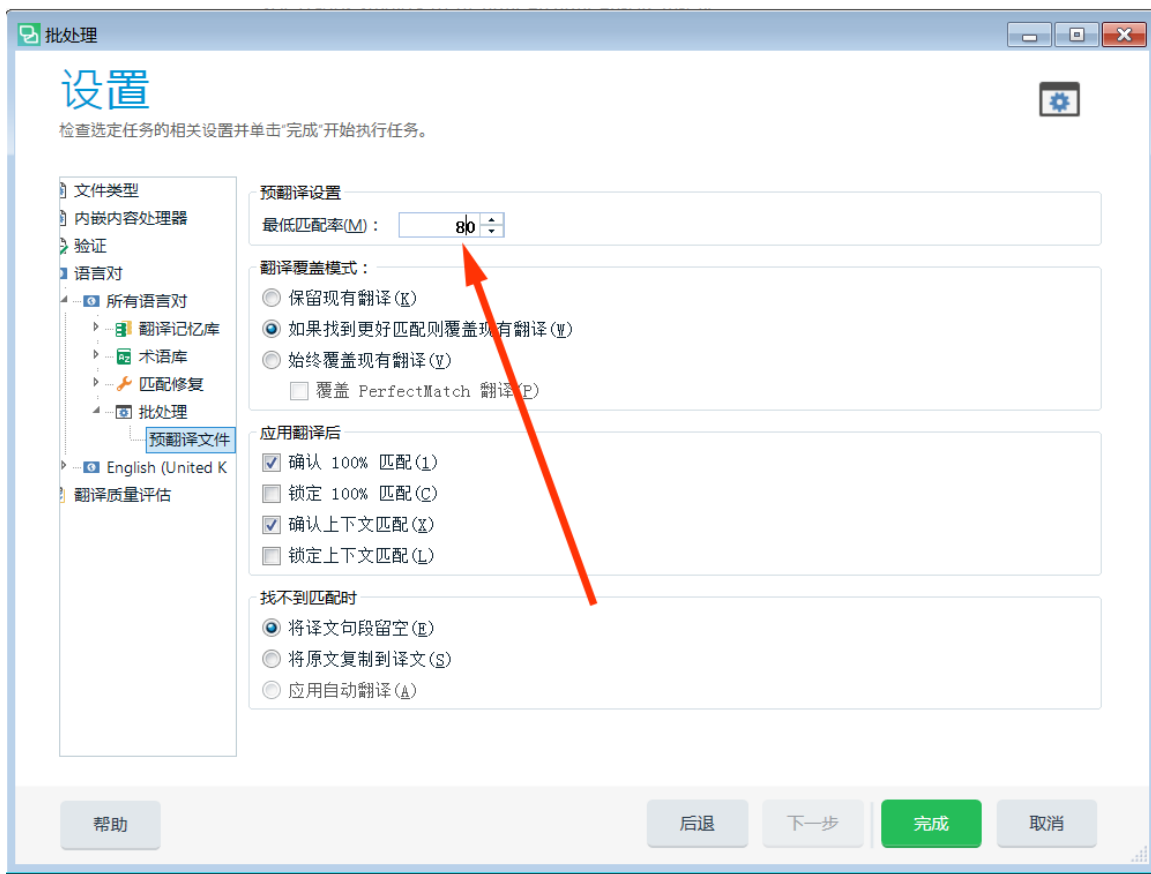 批处理
设置
检查选定任务的相关设置并单击“完成”开始执行任务。
文件类型
内嵌内容处理器
验证
语言对
所有语言对
翻译记忆库
术语库
匹配修复
批处理
预翻译文件
English (United K
翻译质量评估
预翻译设置
最低匹配率(M)： 80
翻译覆盖模式：
保留现有翻译(K)
如果找到更好匹配则覆盖现有翻译(W)
始终覆盖现有翻译(V)
覆盖 PerfectMatch 翻译(P)
应用翻译后
确认 100% 匹配(1)
锁定 100% 匹配(C)
确认上下文匹配(X)
锁定上下文匹配(L)
找不到匹配时
将译文句段留空(E)
将原文复制到译文(S)
应用自动翻译(A)
帮助 后退 下一步 完成 取消